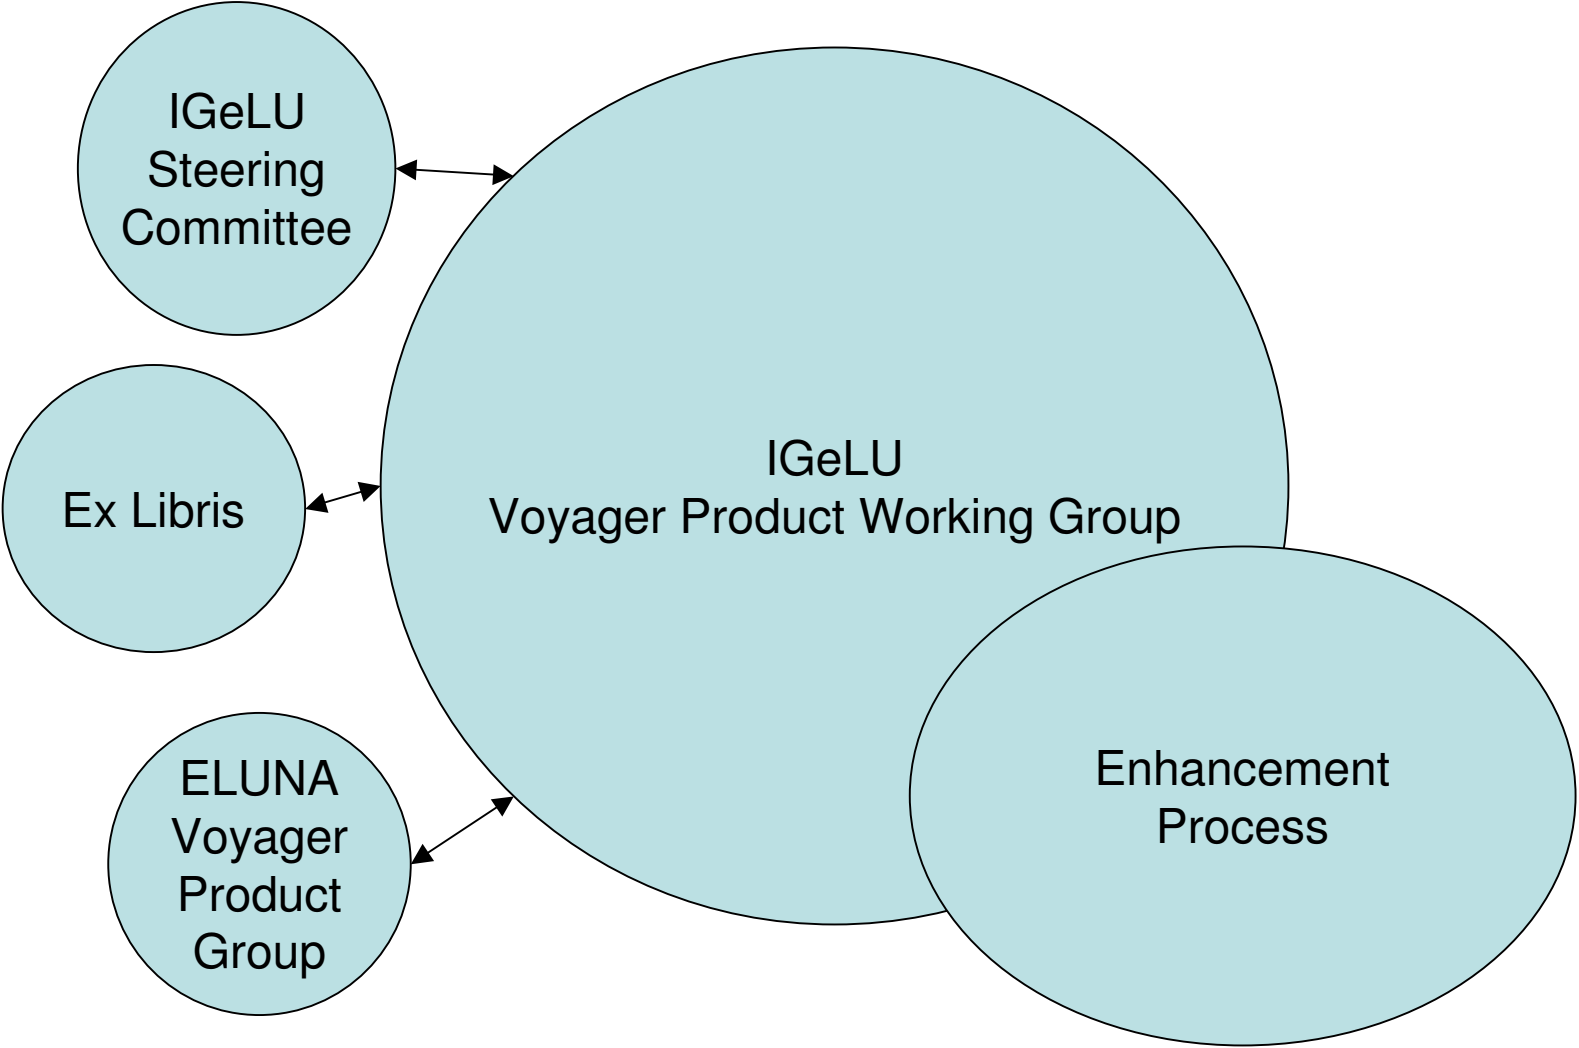 IGeLU
Steering
Committee
IGeLU
Voyager Product Working Group
Ex Libris
ELUNA
Voyager
Product
Group
Enhancement
Process